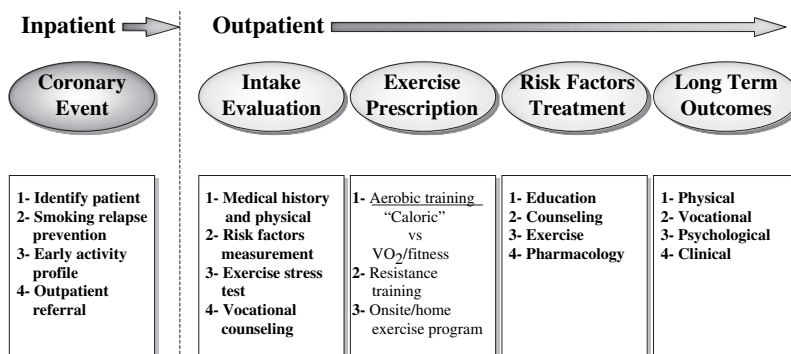 Inpatient
Outpatient
Coronary
Event
Intake
Evaluation
Exercise
Prescription
Risk Factors
Treatment
Long Term
Outcomes
1- Identify patient
2- Smoking relapse
prevention
3- Early activity
profile
4- Outpatient
referral
1- Medical history
and physical
2- Risk factors
measurement
3- Exercise stress
test
4- Vocational
counseling
1- Aerobic training
“Caloric”
vs
VO2/fitness
2- Resistance
training
3- Onsite/home
exercise program
1- Education
2- Counseling
3- Exercise
4- Pharmacology
1- Physical
2- Vocational
3- Psychological
4- Clinical